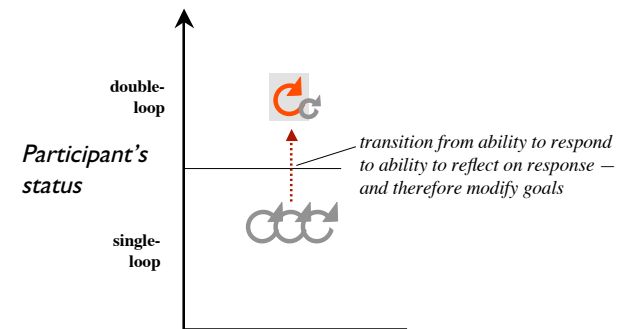 double-
loop
Participant's
status
transition from ability to respond
to ability to reflect on response —
and therefore modify goals
single-
loop